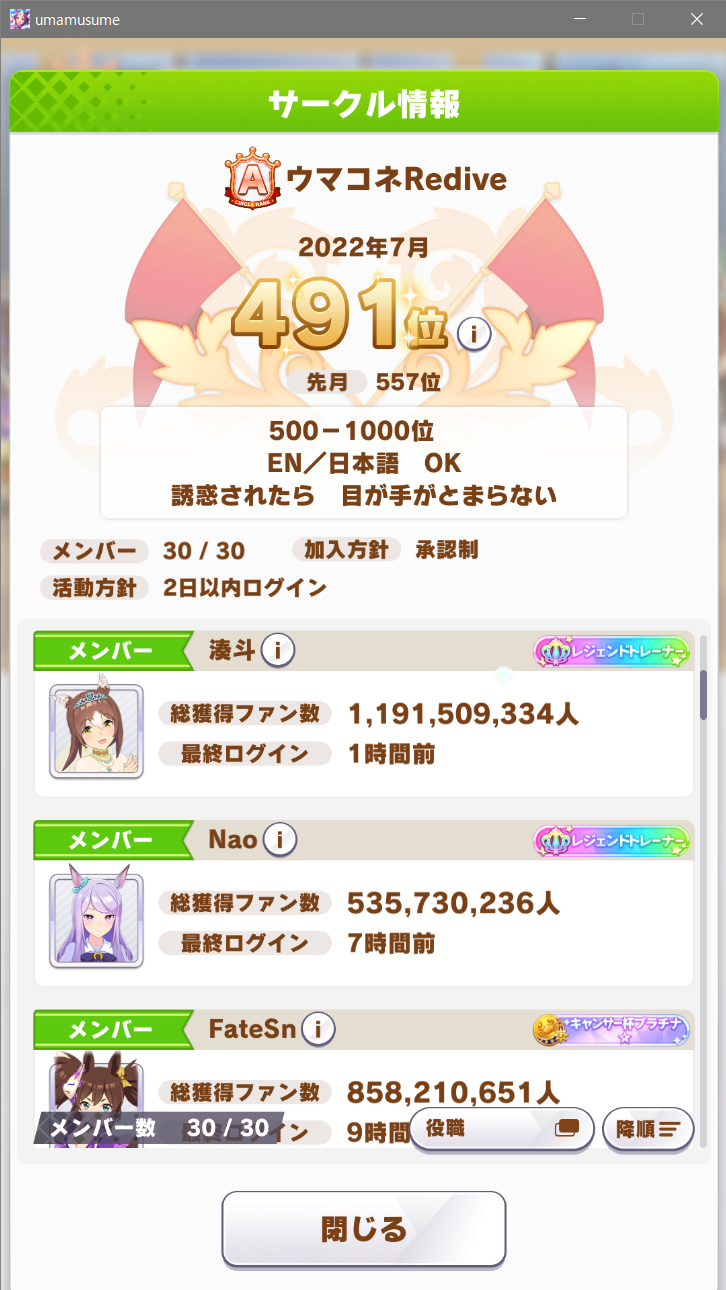 umamusume
サークル情報
A
CIRCLE RANK
ウマコネRedive
2022年7月
491位
先月 557位
500－1000位
EN／日本語　OK
誘惑されたら　目が手がとまらない
メンバー 30 / 30 加入方針 承認制
活動方針 2日以内ログイン
メンバー 湊斗 レジェンドトレーナー
総獲得ファン数 1,191,509,334人
最終ログイン 1時間前
メンバー Nao レジェンドトレーナー
総獲得ファン数 535,730,236人
最終ログイン 7時間前
メンバー FateSn キャンサー杯プラチナ
総獲得ファン数 858,210,651人
最終ログイン 9時間
メンバー数 30 / 30 役職 降順
閉じる